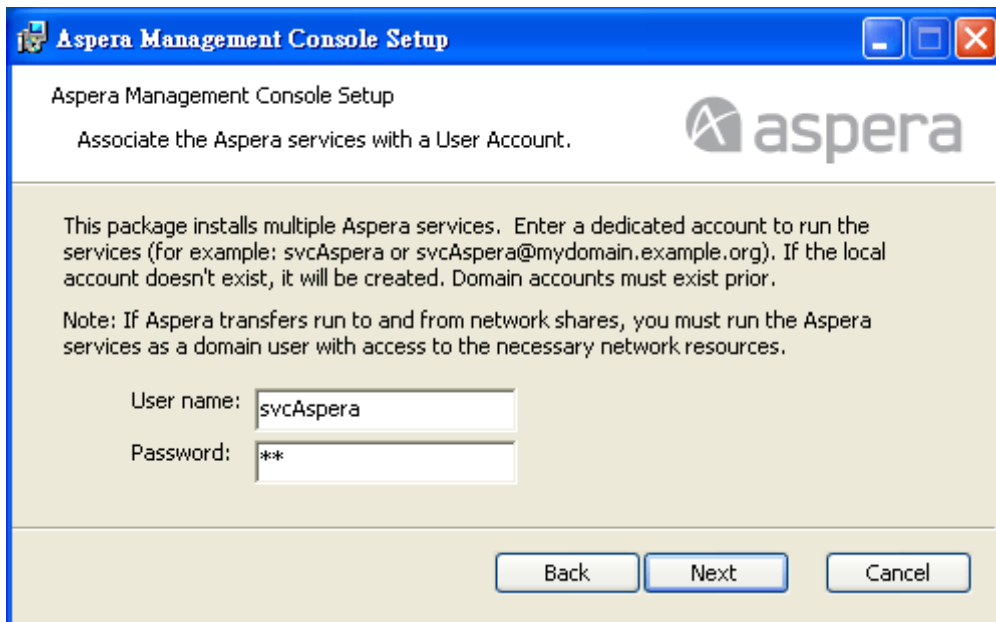 Aspera Management Console Setup
Aspera Management Console Setup
Associate the Aspera services with a User Account.
aspera
This package installs multiple Aspera services. Enter a dedicated account to run the
services (for example: svcAspera or svcAspera@mydomain.example.org). If the local
account doesn't exist, it will be created. Domain accounts must exist prior.
Note: If Aspera transfers run to and from network shares, you must run the Aspera
services as a domain user with access to the necessary network resources.
User name: svcAspera
Password: **
Back Next Cancel